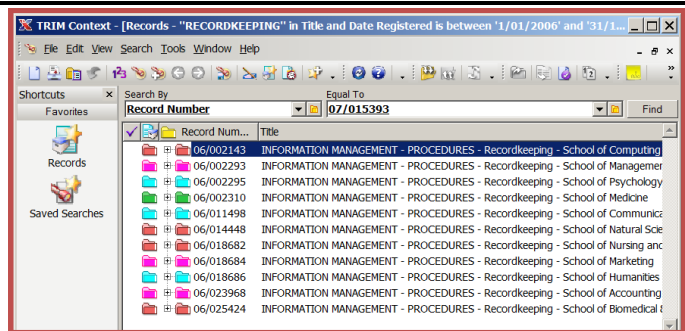 TRIM Context - [Records - "RECORDKEEPING" in Title and Date Registered is between '1/01/2006' and '31/1...
File Edit View Search Tools Window Help
Shortcuts
Search By
Equal To
Favorites
Record Number
07/015393
Find
Record Num...
Title
Records
Saved Searches
06/002143 INFORMATION MANAGEMENT - PROCEDURES - Recordkeeping - School of Computing
06/002293 INFORMATION MANAGEMENT - PROCEDURES - Recordkeeping - School of Managemer
06/002295 INFORMATION MANAGEMENT - PROCEDURES - Recordkeeping - School of Psychology
06/002310 INFORMATION MANAGEMENT - PROCEDURES - Recordkeeping - School of Medicine
06/011498 INFORMATION MANAGEMENT - PROCEDURES - Recordkeeping - School of Communica
06/014448 INFORMATION MANAGEMENT - PROCEDURES - Recordkeeping - School of Natural Scie
06/018682 INFORMATION MANAGEMENT - PROCEDURES - Recordkeeping - School of Nursing and
06/018684 INFORMATION MANAGEMENT - PROCEDURES - Recordkeeping - School of Marketing
06/018686 INFORMATION MANAGEMENT - PROCEDURES - Recordkeeping - School of Humanities
06/023968 INFORMATION MANAGEMENT - PROCEDURES - Recordkeeping - School of Accounting
06/025424 INFORMATION MANAGEMENT - PROCEDURES - Recordkeeping - School of Biomedical